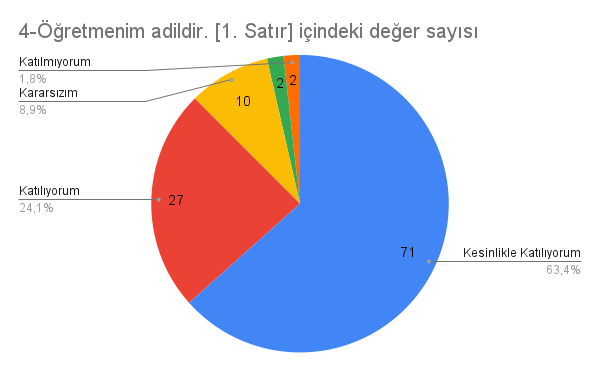 4-Öğretmenim adildir. [1. Satır] içindeki değer sayısı
Katılmıyorum
1,8%
Kararsızım
8,9%
Katılıyorum
24,1%
Kesinlikle Katılıyorum
63,4%
2
2
10
27
71